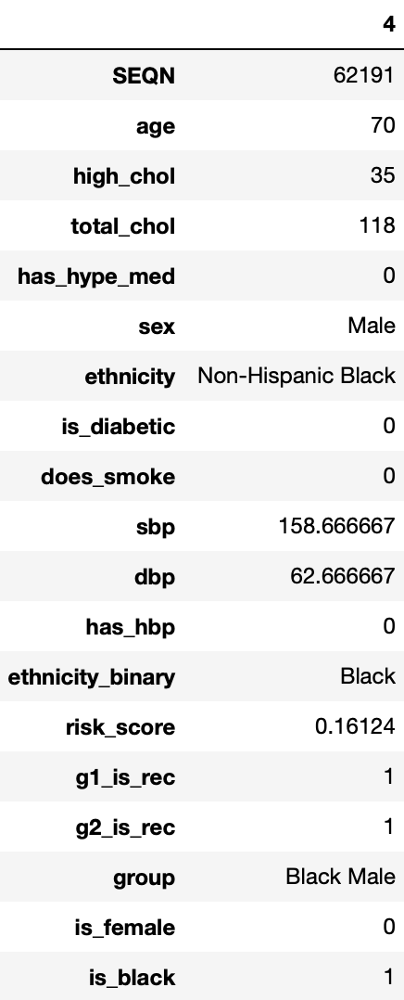 4
SEQN 62191
age 70
high_chol 35
total_chol 118
has_hype_med 0
sex Male
ethnicity Non-Hispanic Black
is_diabetic 0
does_smoke 0
sbp 158.666667
dbp 62.666667
has_hbp 0
ethnicity_binary Black
risk_score 0.16124
g1_is_rec 1
g2_is_rec 1
group Black Male
is_female 0
is_black 1